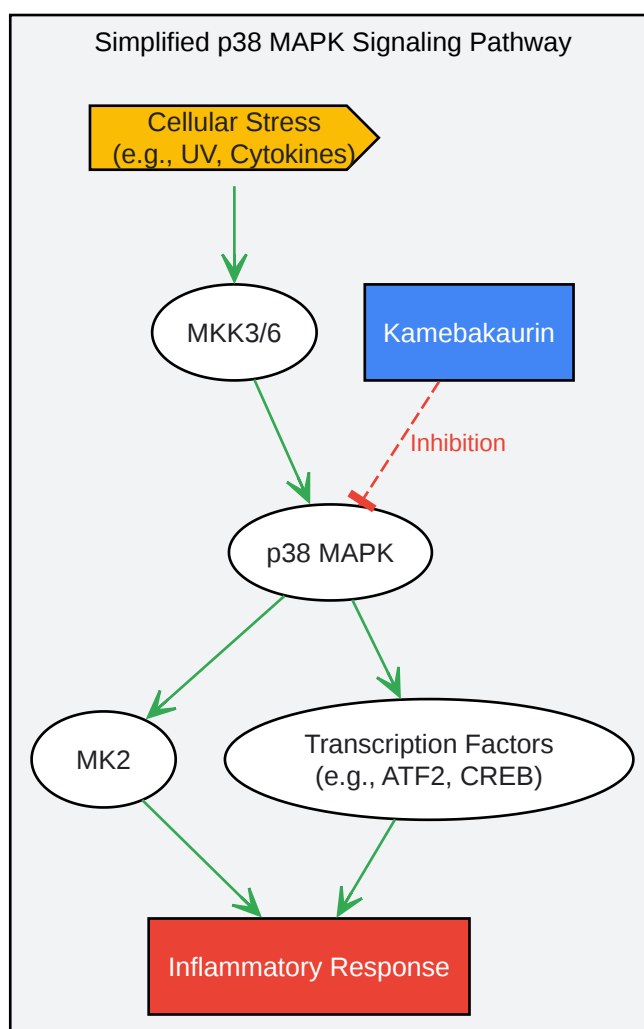 Simplified p38 MAPK Signaling Pathway
Cellular Stress
(e.g., UV, Cytokines)
MKK3/6
Kamebakaurin
Inhibition
p38 MAPK
MK2
Transcription Factors
(e.g., ATF2, CREB)
Inflammatory Response